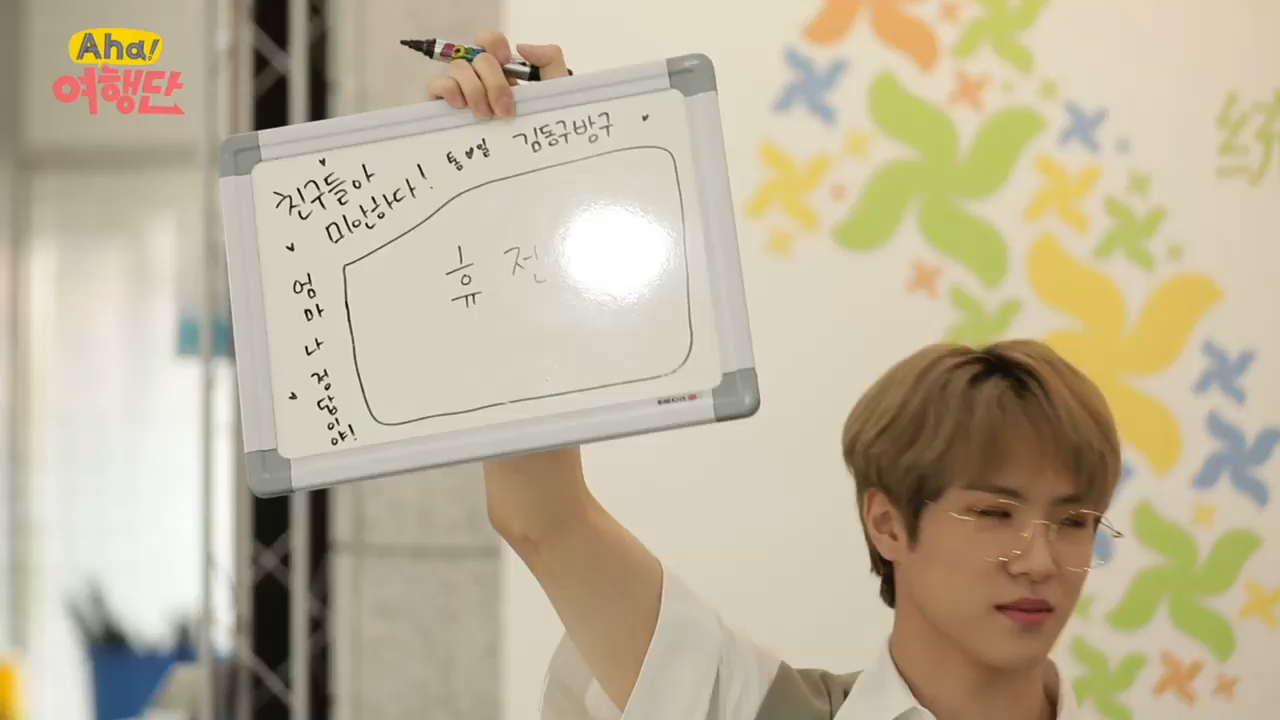 Aha!
여행단
친구들아
미안하다!
통♥일
김동구방구
엄마 나 정답이야!
휴 전